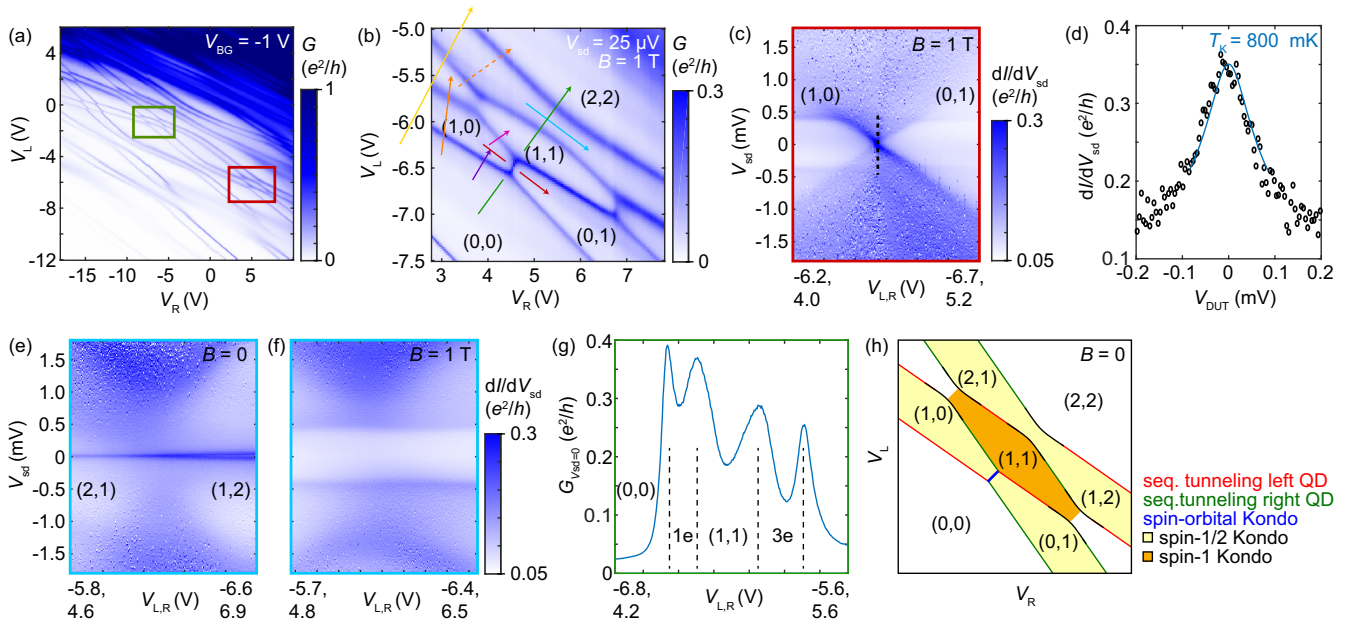 (a)
V_BG = -1 V
G
(e²/h)
1
0
V_L (V)
4
0
-4
-8
-12
-15
-10
-5
0
5
V_R (V)
(b)
V_sd = 25 µV
B = 1 T
G
(e²/h)
0.3
0
V_L (V)
-5.0
-5.5
-6.0
-6.5
-7.0
-7.5
(2,2)
(1,0)
(1,1)
(0,0)
(0,1)
3
4
5
6
7
V_R (V)
(c)
B = 1 T
(1,0)
(0,1)
dI/dV_sd
(e²/h)
0.3
0.05
V_sd (mV)
1.5
1.0
0.5
0
-0.5
-1.0
-1.5
-6.2,
4.0
V_L,R (V)
-6.7,
5.2
(d)
T_K = 800 mK
dI/dV_sd (e²/h)
0.4
0.3
0.2
0.1
-0.2
-0.1
0
0.1
0.2
V_DUT (mV)
(e)
B = 0
V_sd (mV)
1.5
1.0
0.5
0
-0.5
-1.0
-1.5
(2,1)
(1,2)
-5.8,
4.6
V_L,R (V)
-6.6
6.9
(f)
B = 1 T
dI/dV_sd
(e²/h)
0.3
0.05
-5.7,
4.8
V_L,R (V)
-6.4,
6.5
(g)
G_Vsd=0 (e²/h)
0.4
0.3
0.2
0.1
0
(0,0)
1e
(1,1)
3e
-6.8,
4.2
V_L,R (V)
-5.6,
5.6
(h)
B = 0
(2,1)
(2,2)
(1,0)
(1,1)
(1,2)
(0,0)
(0,1)
V_L
V_R
seq. tunneling left QD
seq.tunneling right QD
spin-orbital Kondo
spin-1/2 Kondo
spin-1 Kondo